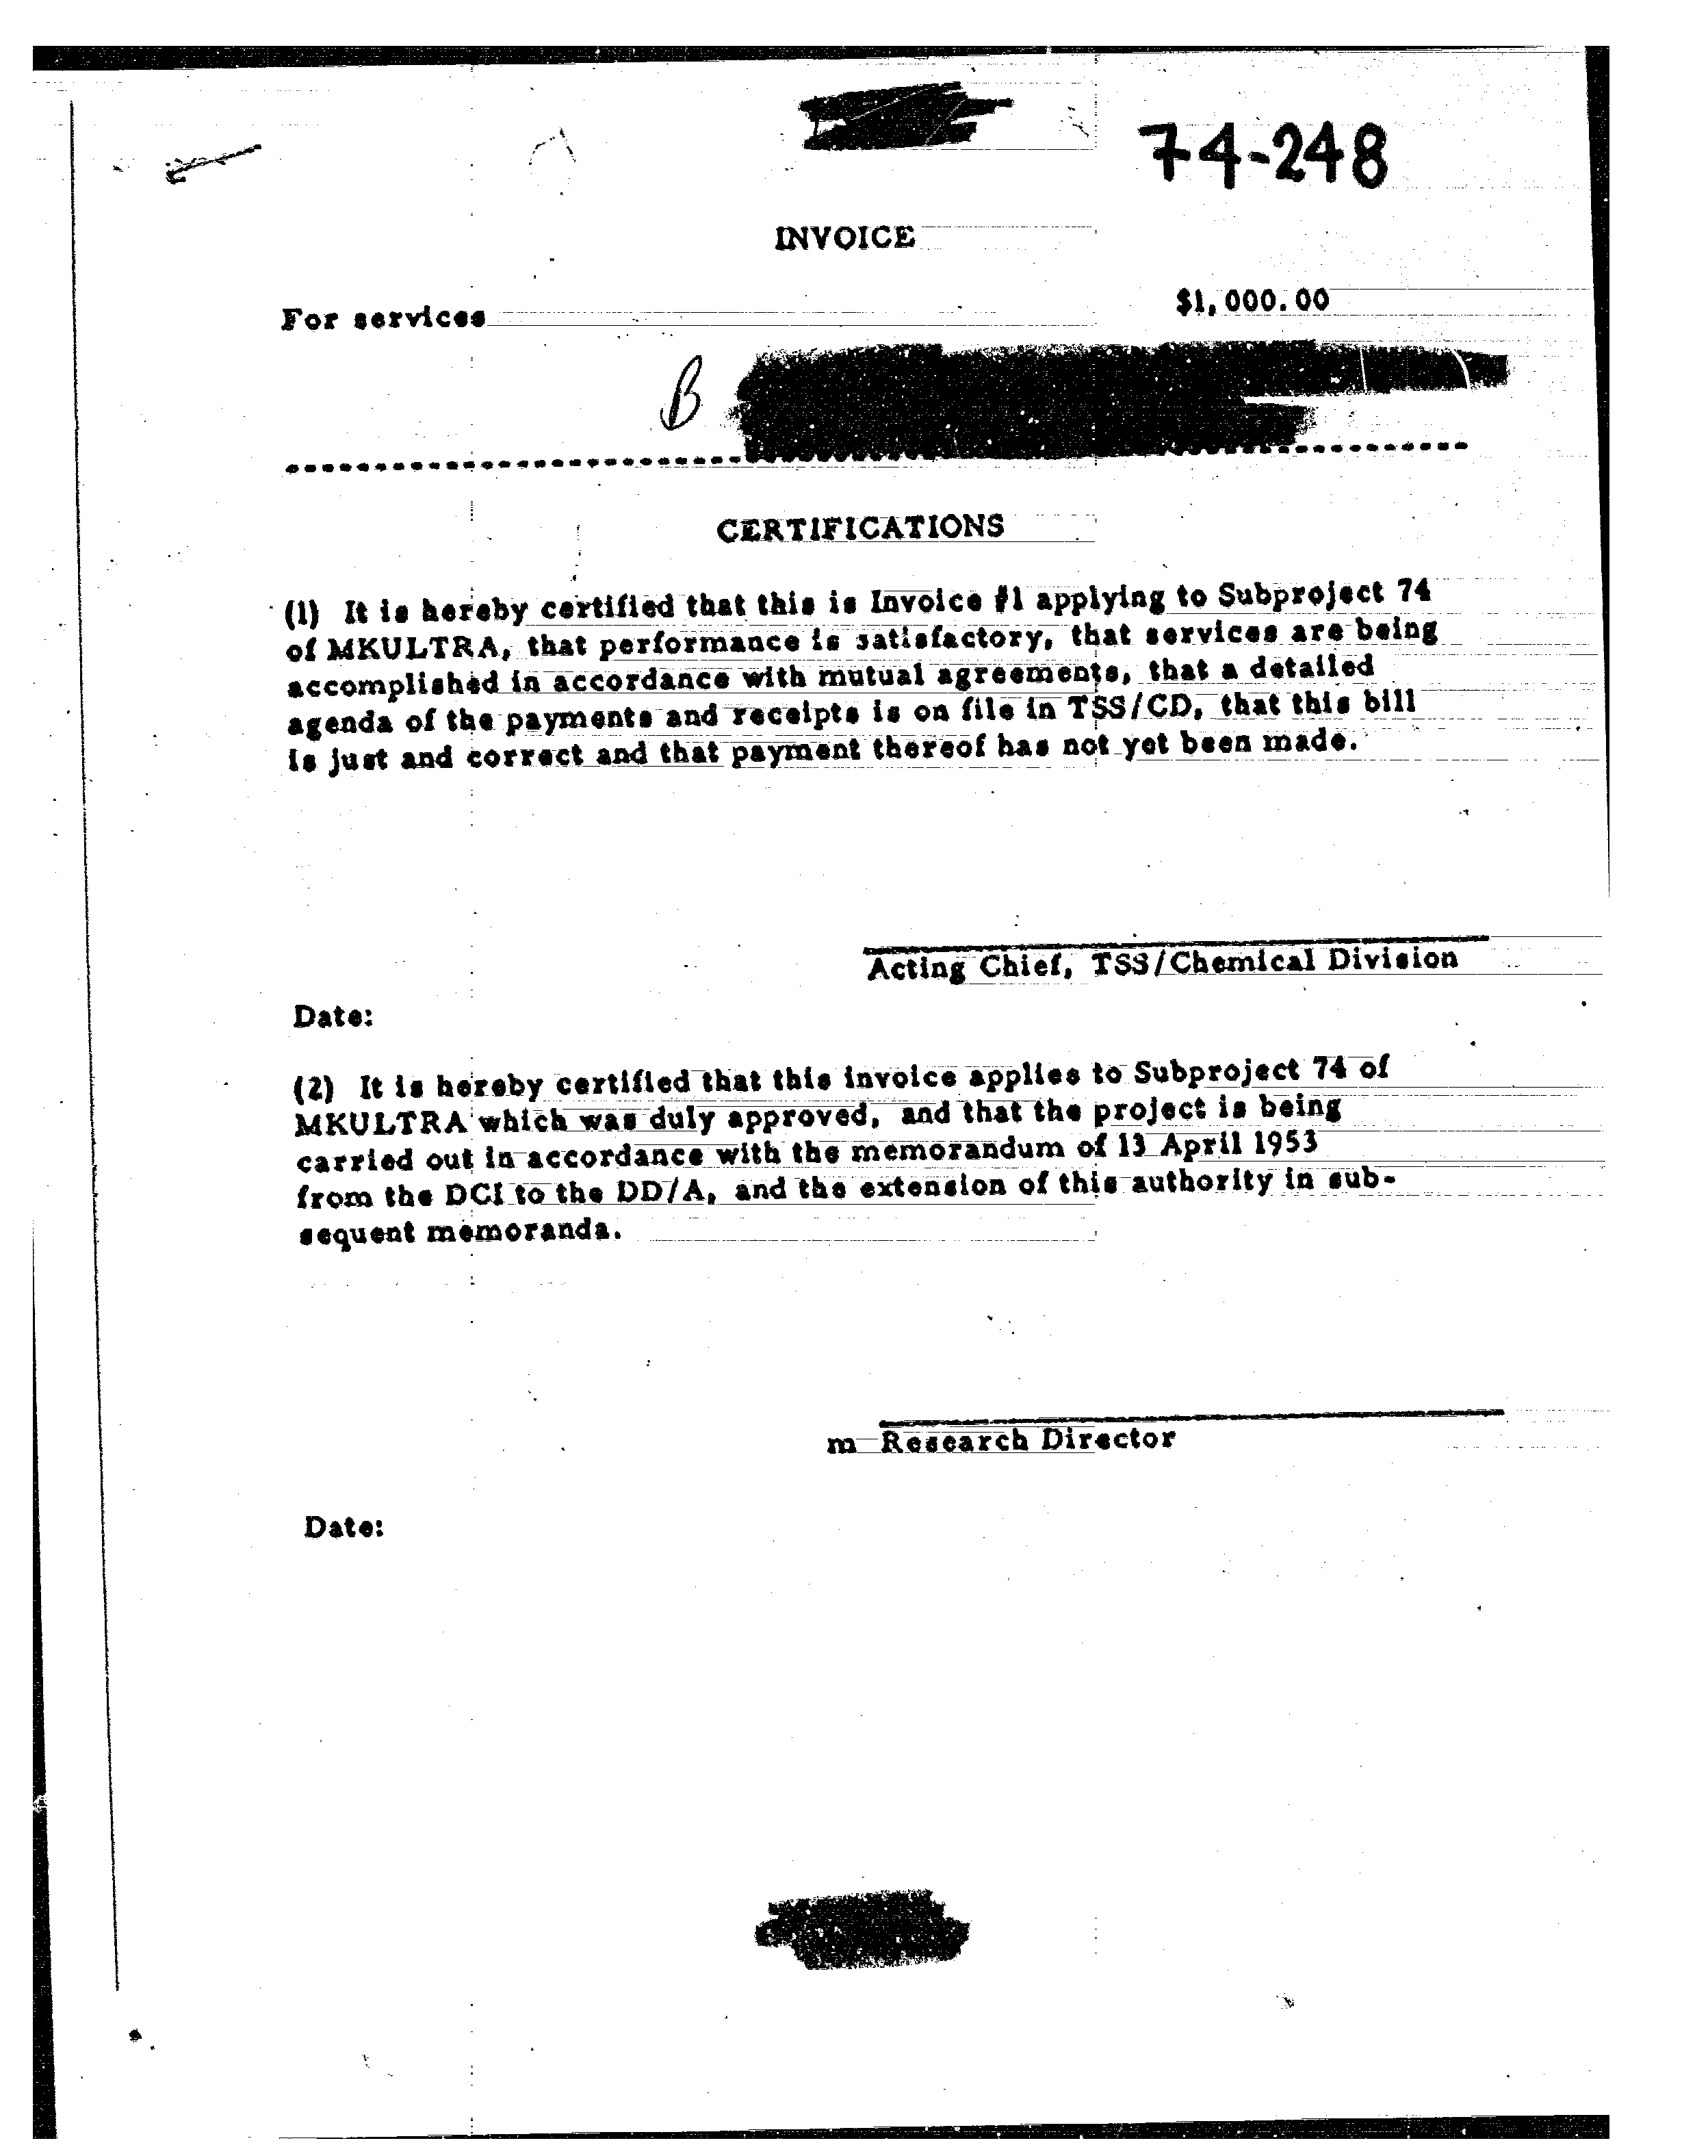 74-248
INVOICE
For services $1,000.00
B
CERTIFICATIONS
(1) It is hereby certified that this is Invoice #1 applying to Subproject 74
of MKULTRA, that performance is satisfactory, that services are being
accomplished in accordance with mutual agreements, that a detailed
agenda of the payments and receipts is on file in TSS/CD, that this bill
is just and correct and that payment thereof has not yet been made.
Acting Chief, TSS/Chemical Division
Date:
(2) It is hereby certified that this invoice applies to Subproject 74 of
MKULTRA which was duly approved, and that the project is being
carried out in accordance with the memorandum of 13 April 1953
from the DCI to the DD/A, and the extension of this authority in sub-
sequent memoranda.
m Research Director
Date: